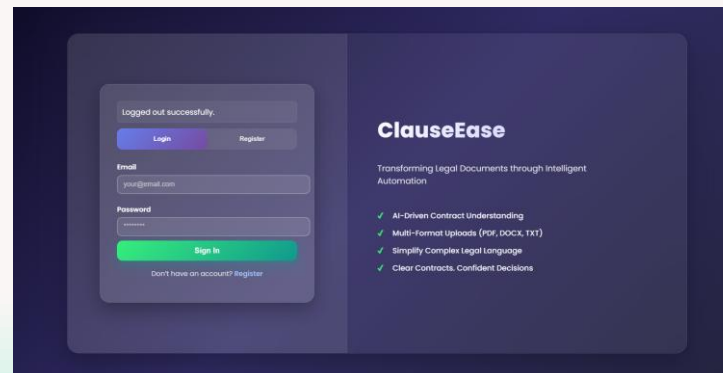 Logged out successfully.
Login
Register
Email
your@email.com
Password
********
Sign In
Don't have an account? Register
ClauseEase
Transforming Legal Documents through Intelligent
Automation
✓ AI-Driven Contract Understanding
✓ Multi-Format Uploads (PDF, DOCX, TXT)
✓ Simplify Complex Legal Language
✓ Clear Contracts, Confident Decisions